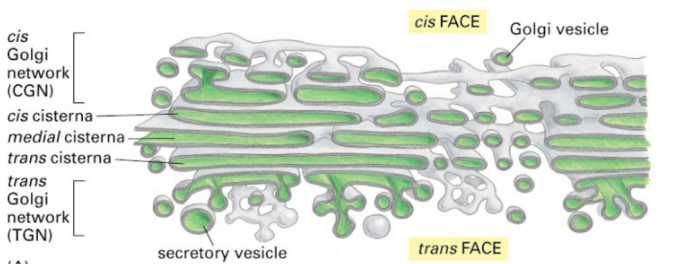 cis FACE
Golgi vesicle
cis
Golgi
network
(CGN)
cis cisterna
medial cisterna
trans cisterna
trans
Golgi
network
(TGN)
secretory vesicle
trans FACE
(A)